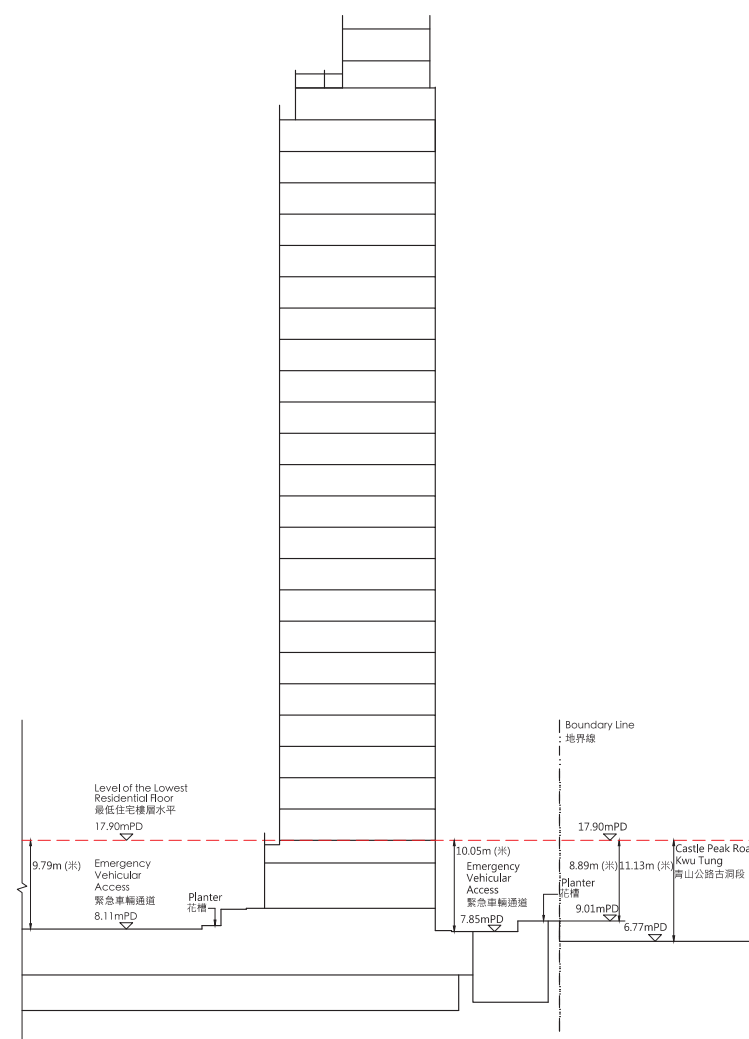 Boundary Line
地界線
Level of the Lowest
Residential Floor
最低住宅樓層水平
17.90mPD
17.90mPD
9.79m (米)
Emergency
Vehicular
Access
緊急車輛通道
8.11mPD
Planter
花槽
10.05m (米)
Emergency
Vehicular
Access
緊急車輛通道
7.85mPD
Planter
花槽
8.89m (米)
9.01mPD
11.13m (米)
Castle Peak Roa
Kwu Tung
青山公路古洞段
6.77mPD